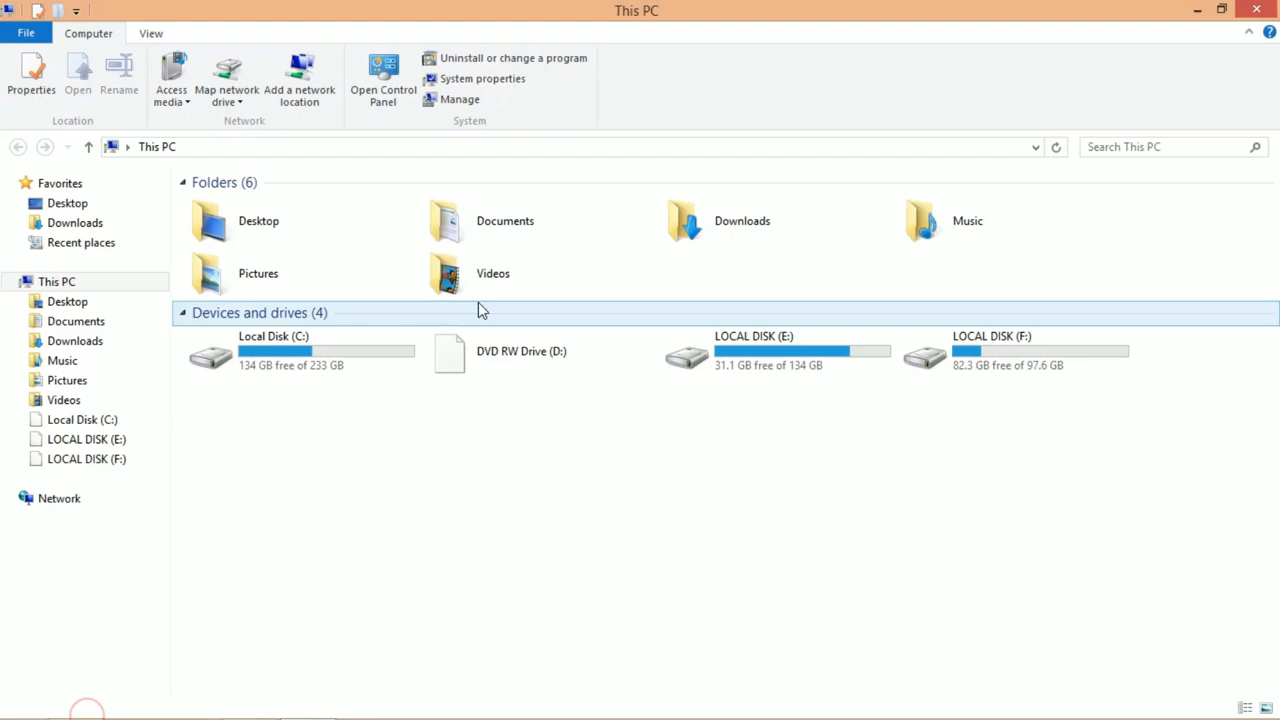 This PC
File Computer View
Properties Open Rename Access media Map network drive Add a network location Open Control Panel Uninstall or change a program
System properties
Manage
Location Network System
This PC Search This PC
Favorites
Desktop
Downloads
Recent places
This PC
Desktop
Documents
Downloads
Music
Pictures
Videos
Local Disk (C:)
LOCAL DISK (E:)
LOCAL DISK (F:)
Network
Folders (6)
Desktop Documents Downloads Music
Pictures Videos
Devices and drives (4)
Local Disk (C:) LOCAL DISK (E:) LOCAL DISK (F:)
DVD RW Drive (D:)
134 GB free of 233 GB 31.1 GB free of 134 GB 82.3 GB free of 97.6 GB